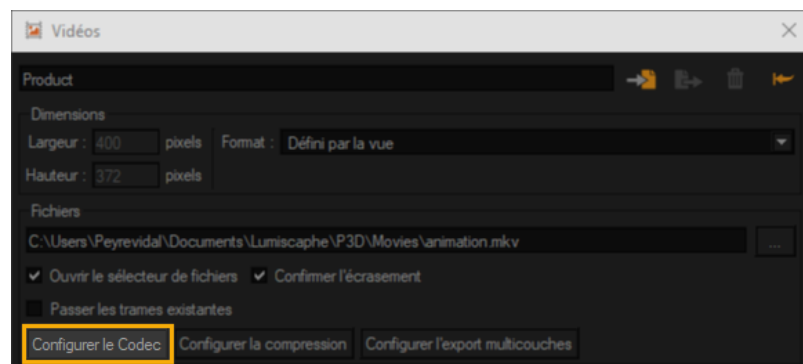 Vidéos
Product
Dimensions
Largeur : 400 pixels Format : Défini par la vue
Hauteur : 372 pixels
Fichiers
C:\Users\Peyrevidal\Documents\Lumiscaphe\P3D\Movies\animation.mkv ...
Ouvrir le sélecteur de fichiers Confirmer l'écrasement
Passer les trames existantes
Configurer le Codec Configurer la compression Configurer l'export multicouches